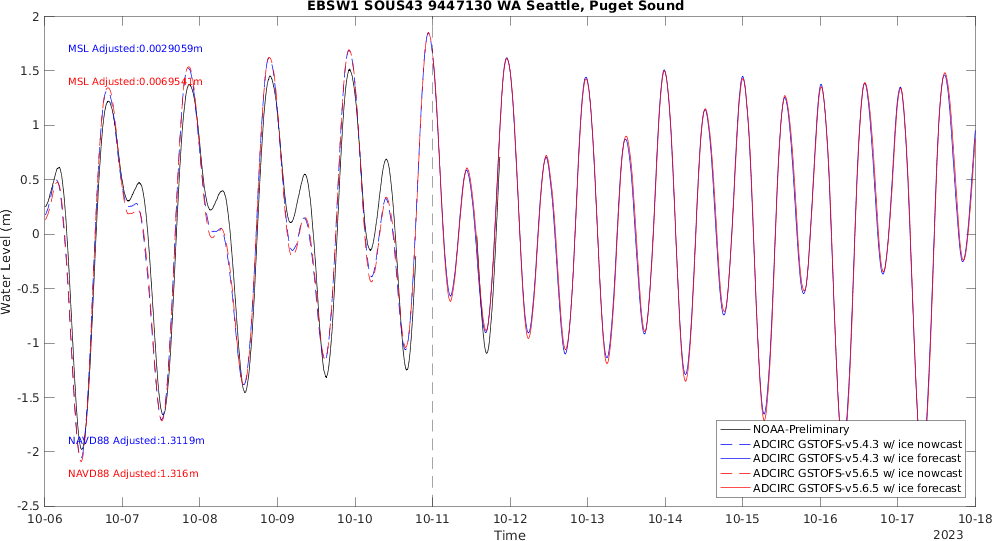 EBSW1 SOUS43 9447130 WA Seattle, Puget Sound
2
1.5
1
0.5
0
-0.5
-1
-1.5
-2
-2.5
Water Level (m)
MSL Adjusted:0.0029059m
MSL Adjusted:0.0069541m
NAVD88 Adjusted:1.3119m
NAVD88 Adjusted:1.316m
NOAA-Preliminary
ADCIRC GSTOFS-v5.4.3 w/ ice nowcast
ADCIRC GSTOFS-v5.4.3 w/ ice forecast
ADCIRC GSTOFS-v5.6.5 w/ ice nowcast
ADCIRC GSTOFS-v5.6.5 w/ ice forecast
10-06 10-07 10-08 10-09 10-10 10-11 10-12 10-13 10-14 10-15 10-16 10-17 10-18
Time
2023